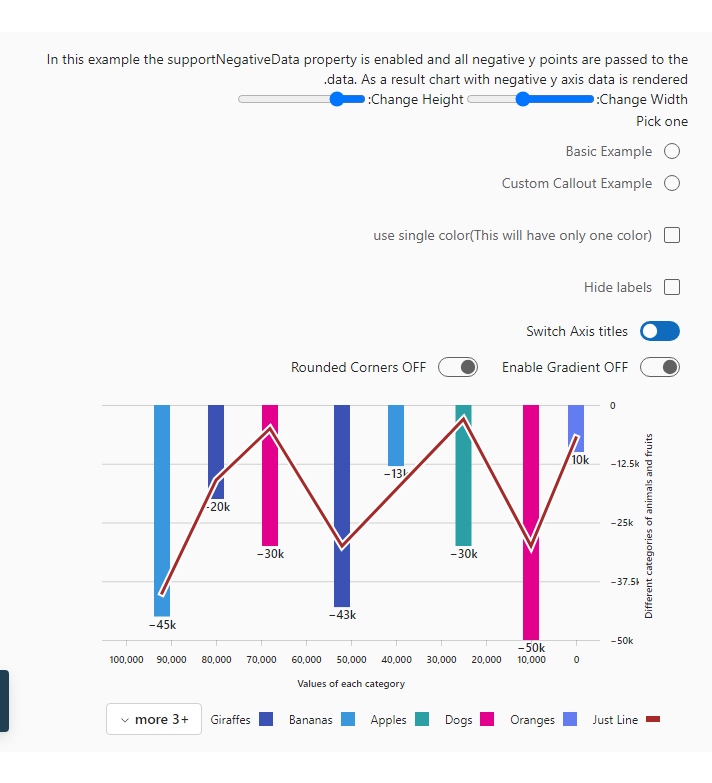 In this example the supportNegativeData property is enabled and all negative y points are passed to the
.data. As a result chart with negative y axis data is rendered
:Change Height :Change Width
Pick one
Basic Example
Custom Callout Example
use single color(This will have only one color)
Hide labels
Switch Axis titles
Rounded Corners OFF Enable Gradient OFF
0
−12.5k
−25k
−37.5k
−50k
Different categories of animals and fruits
−45k
-20k
−30k
−43k
−13k
−30k
−50k
10k
100,000 90,000 80,000 70,000 60,000 50,000 40,000 30,000 20,000 10,000 0
Values of each category
more 3+ Giraffes Bananas Apples Dogs Oranges Just Line